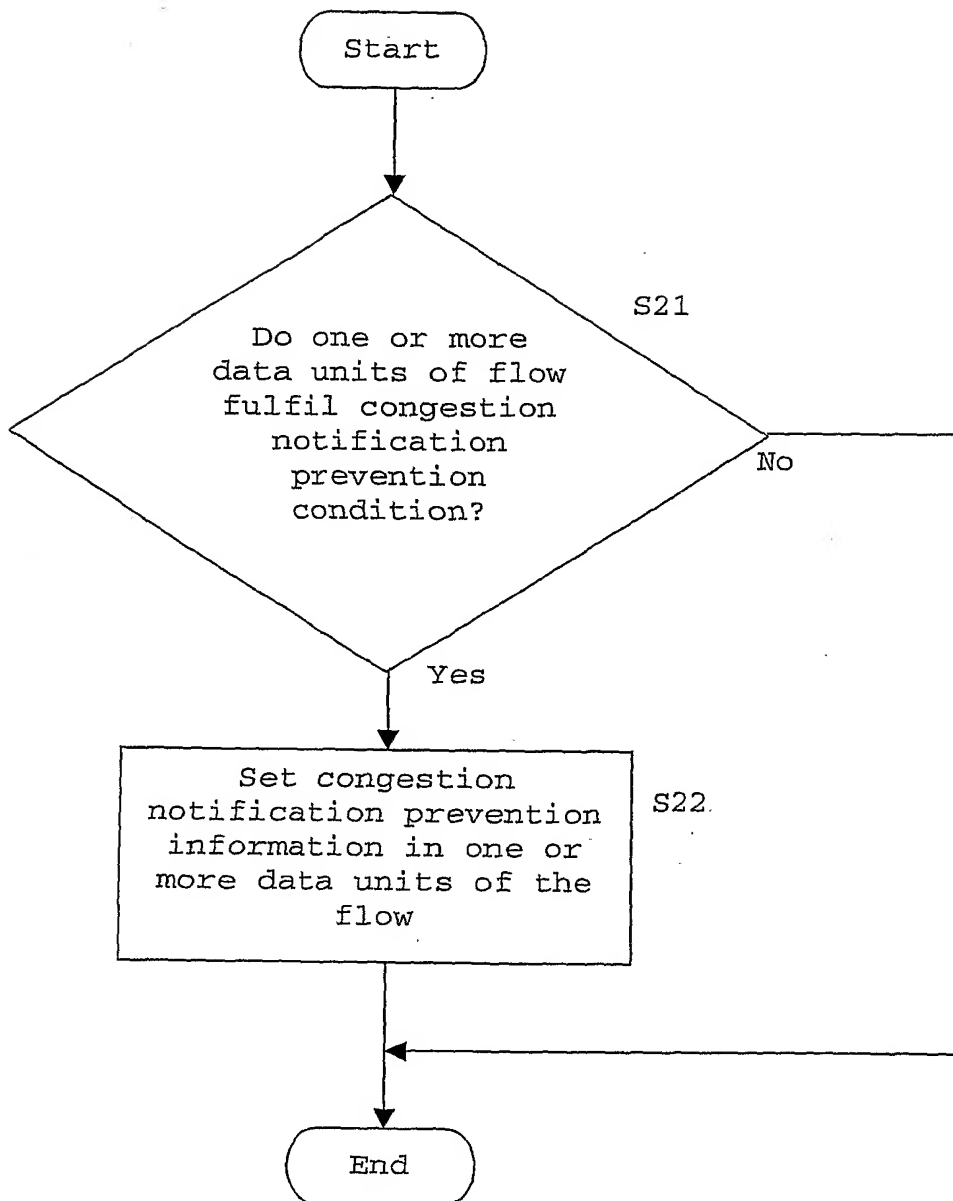 Start
S21
Do one or more
data units of flow
fulfil congestion
notification
prevention
condition?
No
Yes
Set congestion
notification prevention
information in one or
more data units of the
flow
S22
End